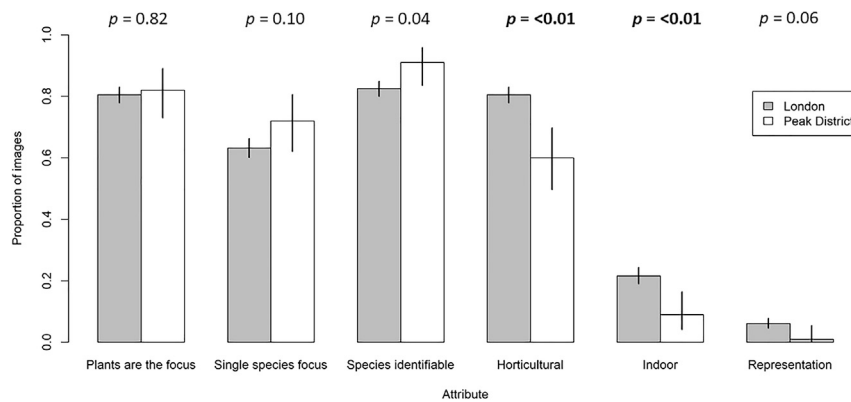 p = 0.82 p = 0.10 p = 0.04 p = <0.01 p = <0.01 p = 0.06
1.0
0.8
0.6
0.4
0.2
0.0
Proportion of images
London
Peak District
Plants are the focus Single species focus Species identifiable Horticultural Indoor Representation
Attribute